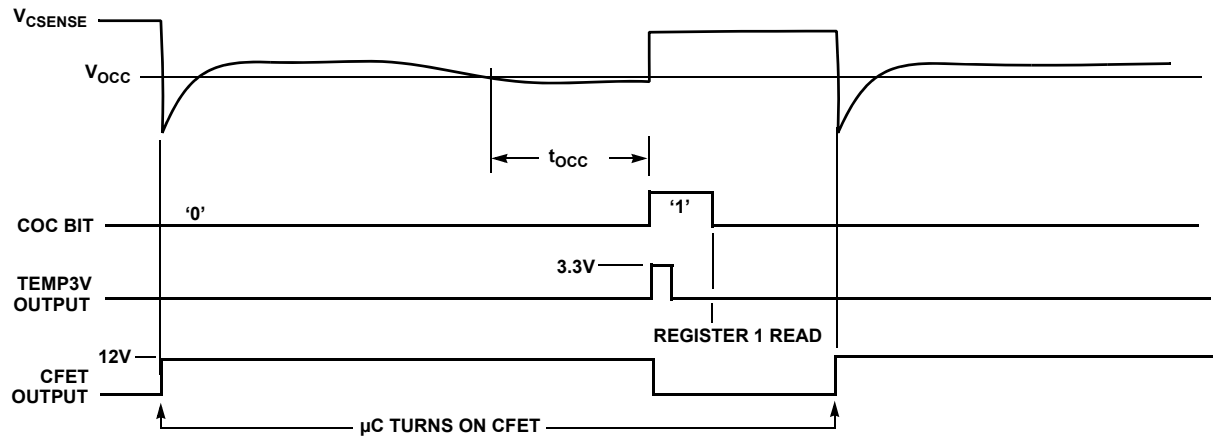 VCSENSE
VOCC
tOCC
COC BIT
‘0’
‘1’
3.3V
TEMP3V
OUTPUT
REGISTER 1 READ
12V
CFET
OUTPUT
µC TURNS ON CFET